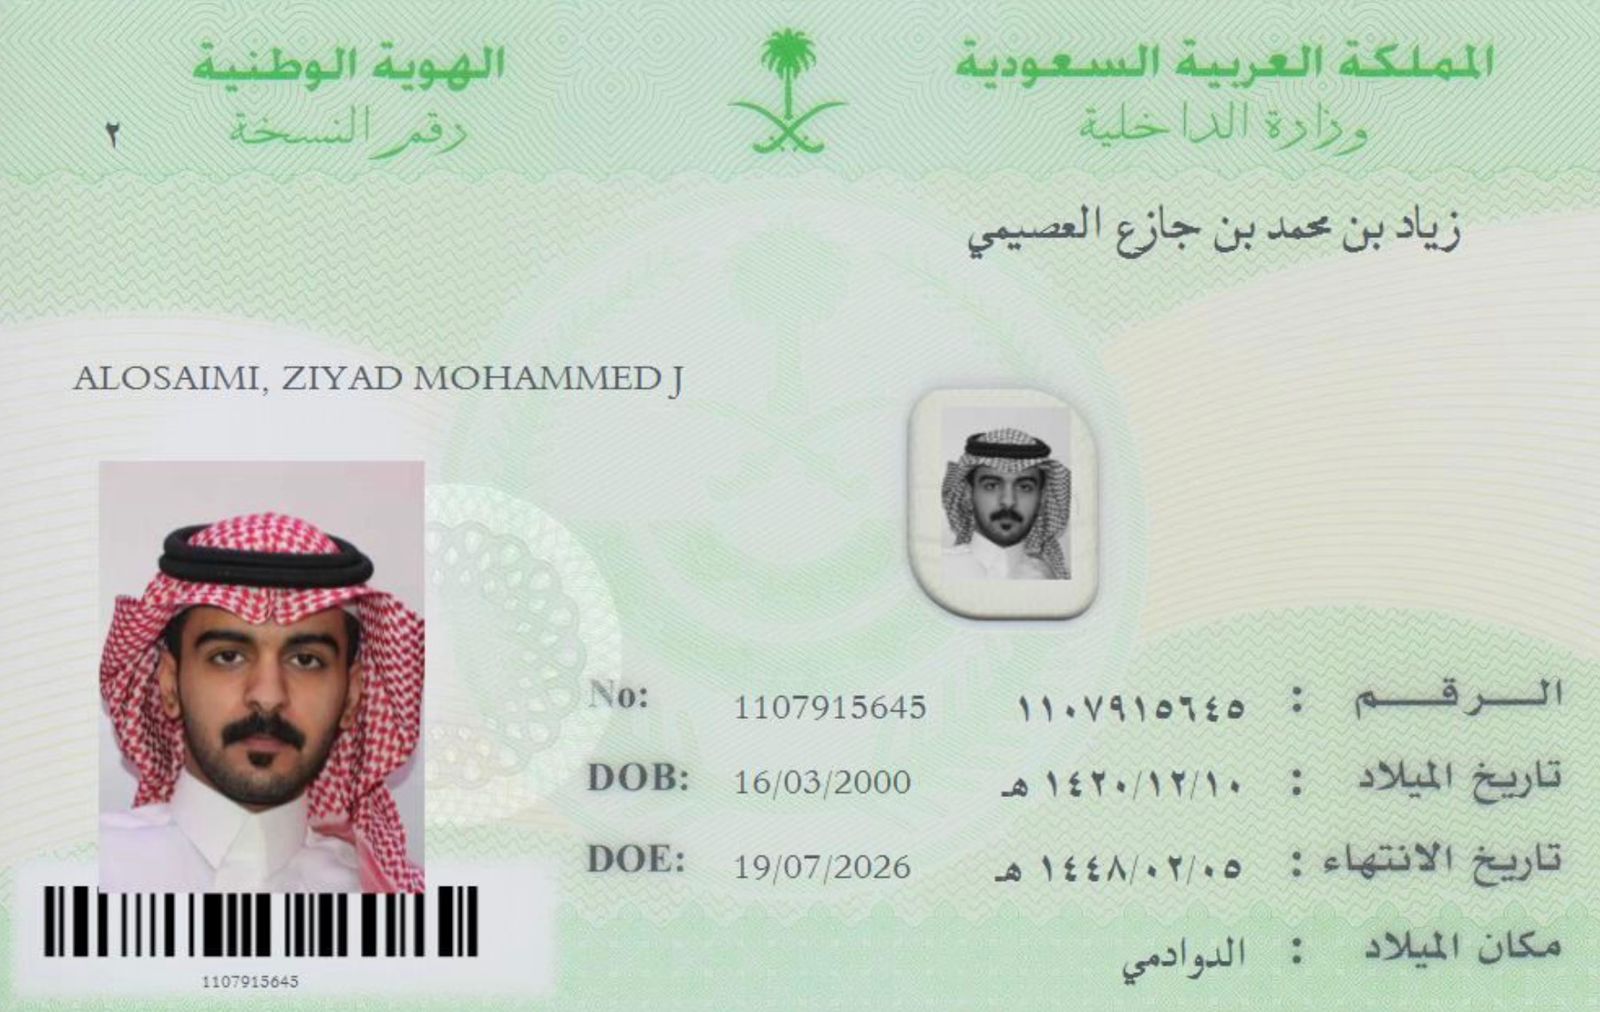 المملكة العربية السعودية
وزارة الداخلية
الهوية الوطنية
رقم النسخة ٢
زياد بن محمد بن جازع العصيمي
ALOSAIMI, ZIYAD MOHAMMED J
الرقم : ١١٠٧٩١٥٦٤٥ 1107915645 No:
تاريخ الميلاد : ١٤٢٠/١٢/١٠ هـ 16/03/2000 DOB:
تاريخ الانتهاء : ١٤٤٨/٠٢/٠٥ هـ 19/07/2026 DOE:
مكان الميلاد : الدوادمي
1107915645